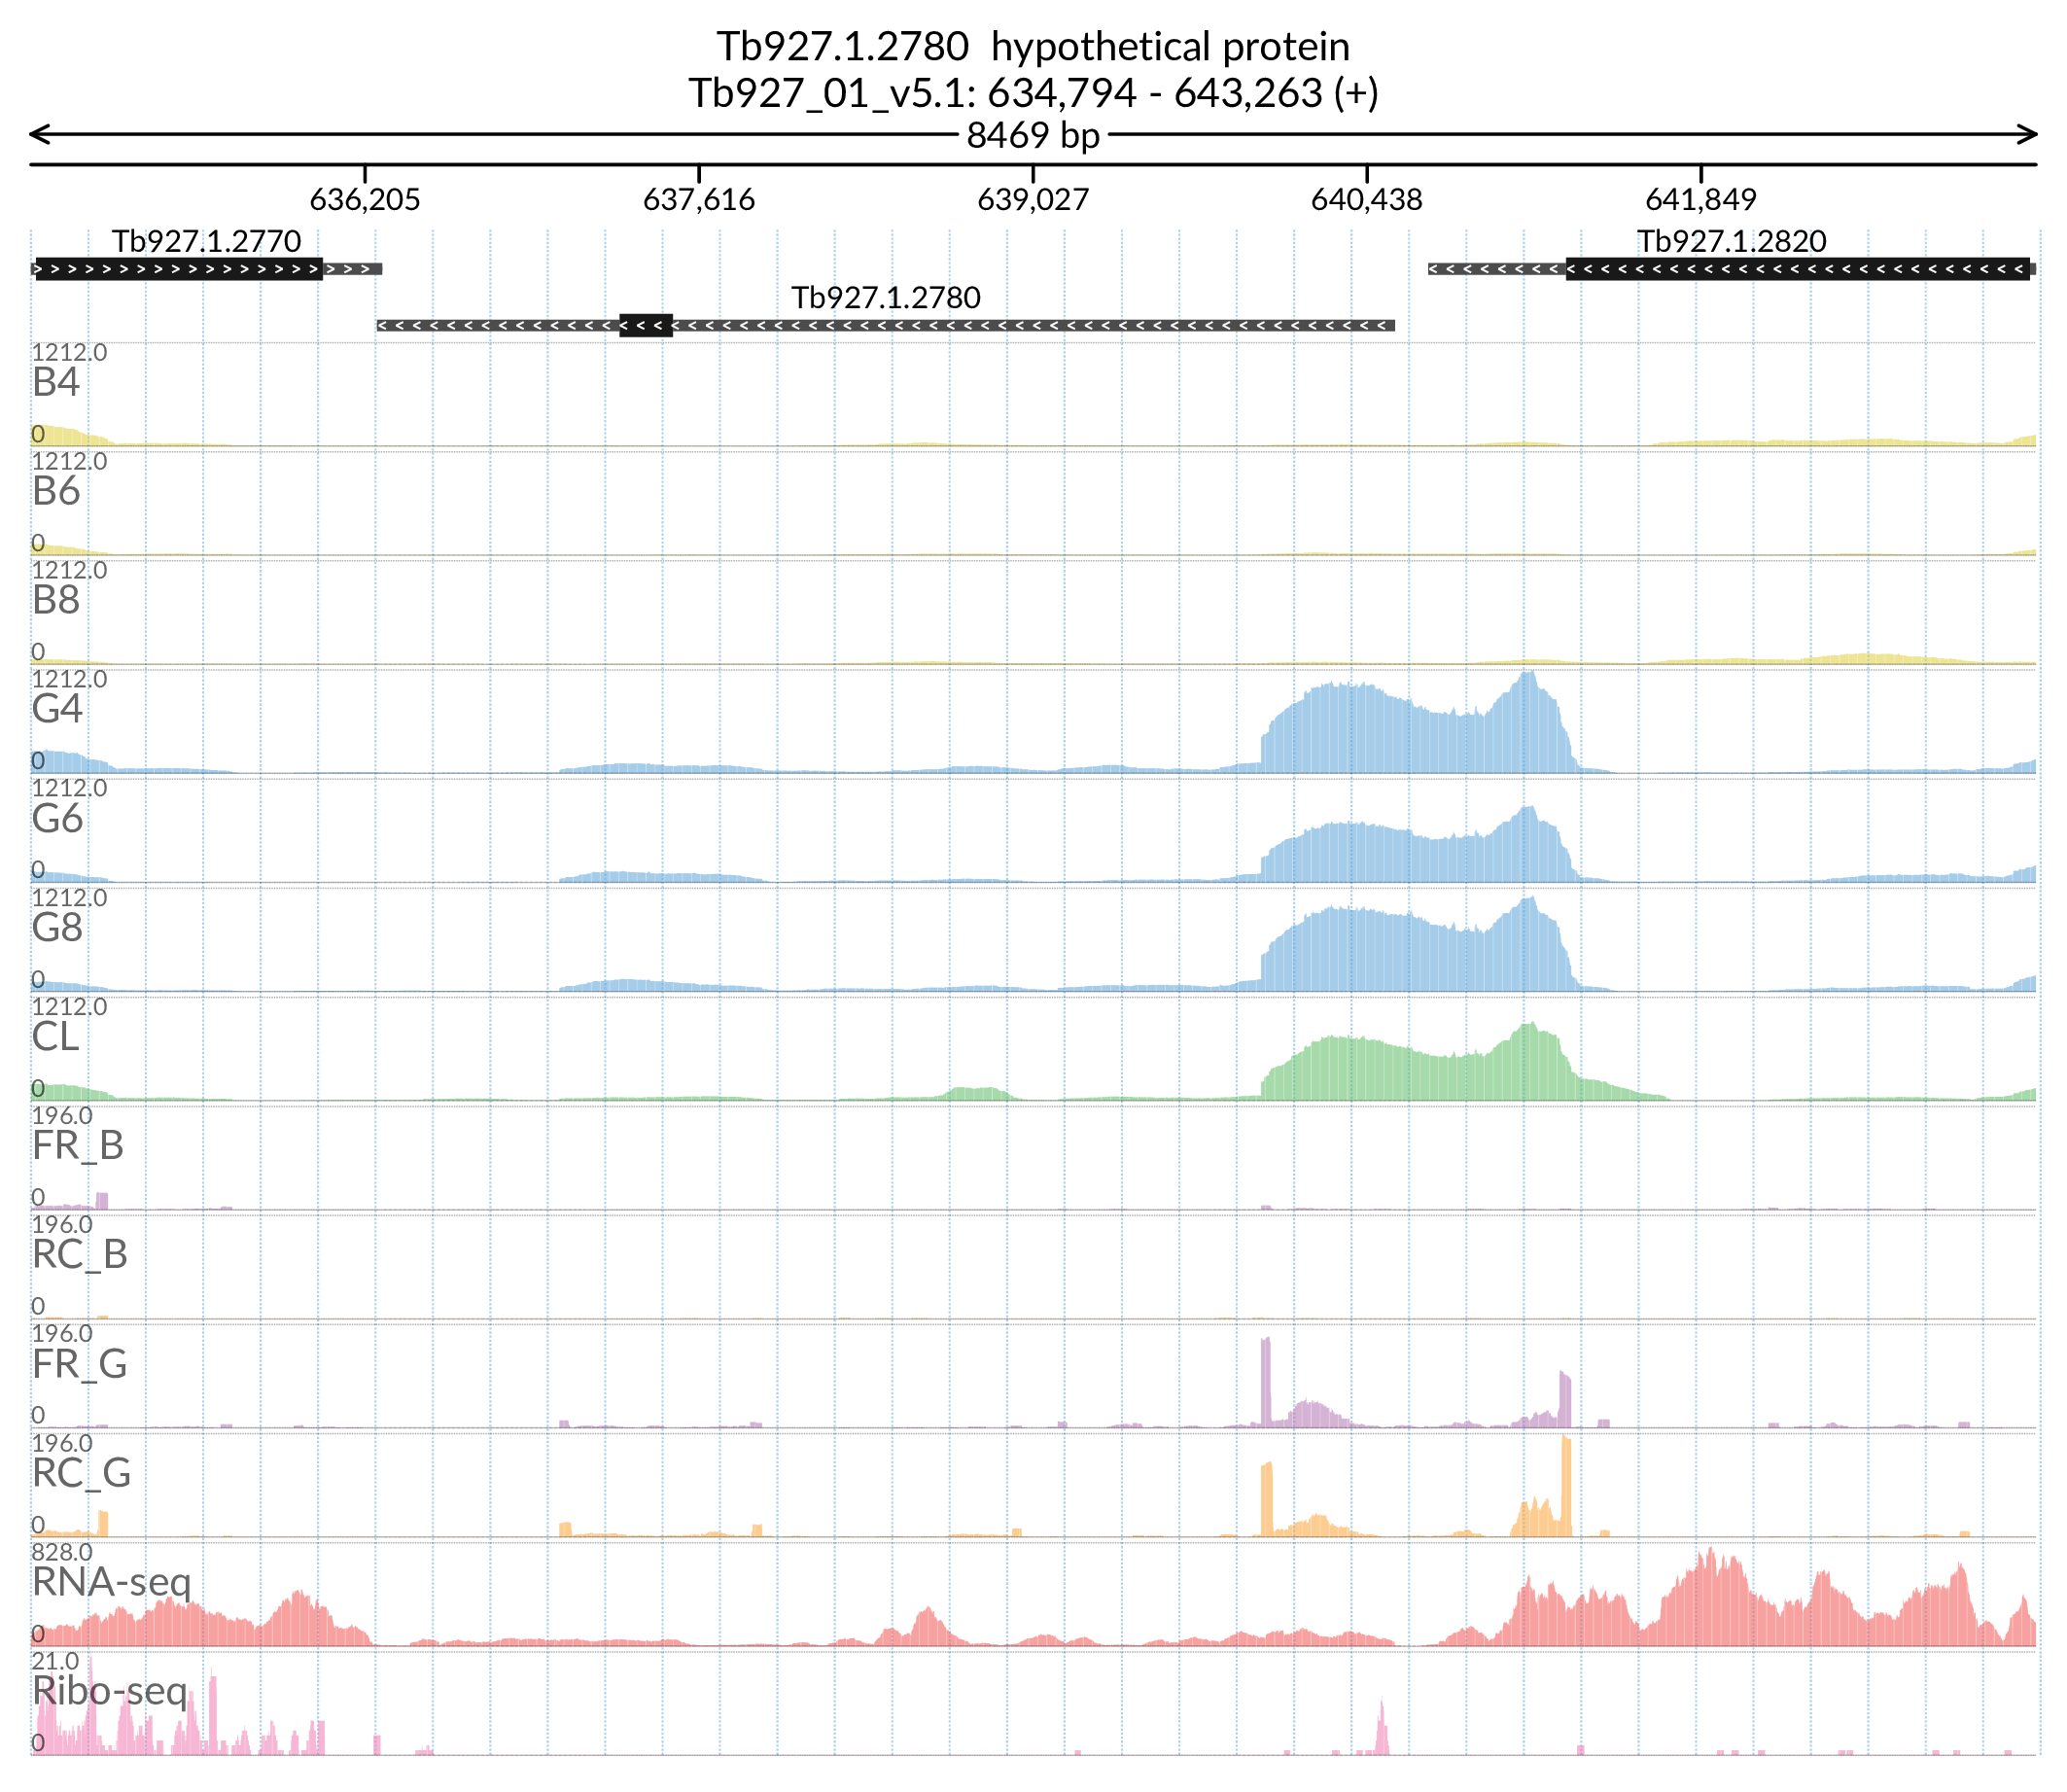 Tb927.1.2780  hypothetical protein
Tb927_01_v5.1: 634,794 - 643,263 (+)
8469 bp
636,205 637,616 639,027 640,438 641,849
Tb927.1.2770 Tb927.1.2820
Tb927.1.2780
1212.0
B4
0
1212.0
B6
0
1212.0
B8
0
1212.0
G4
0
1212.0
G6
0
1212.0
G8
0
1212.0
CL
0
196.0
FR_B
0
196.0
RC_B
0
196.0
FR_G
0
196.0
RC_G
0
828.0
RNA-seq
0
21.0
Ribo-seq
0